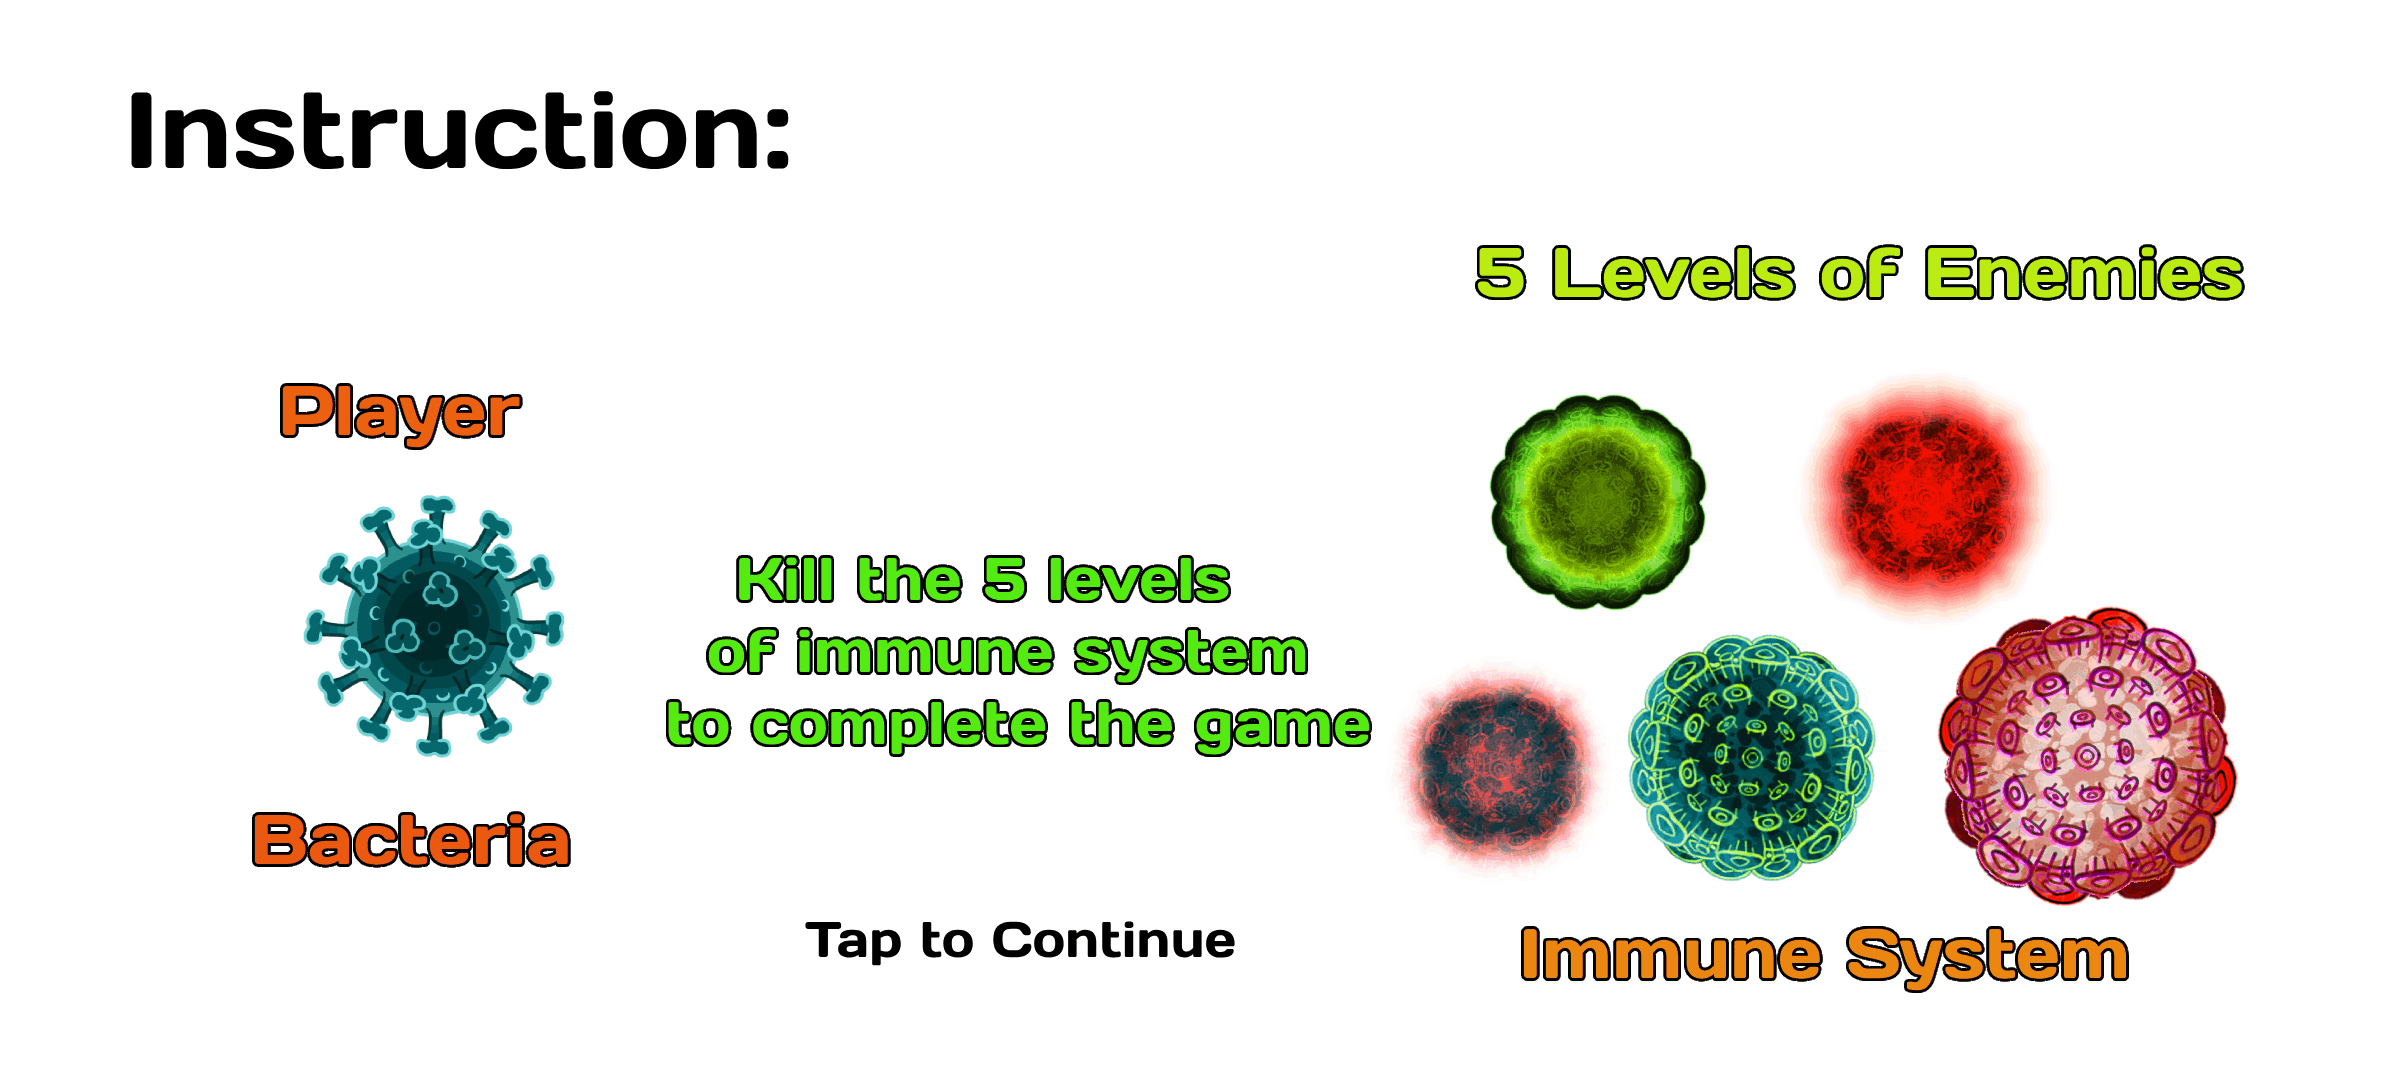 Instruction:
5 Levels of Enemies
Player
Kill the 5 levels
of immune system
to complete the game
Bacteria
Tap to Continue
Immune System